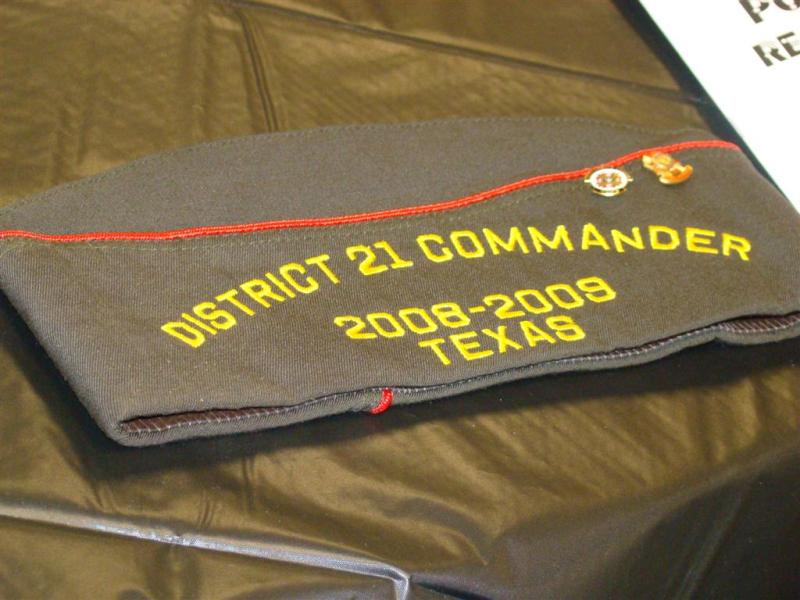 DISTRICT 21 COMMANDER
2008-2009
TEXAS